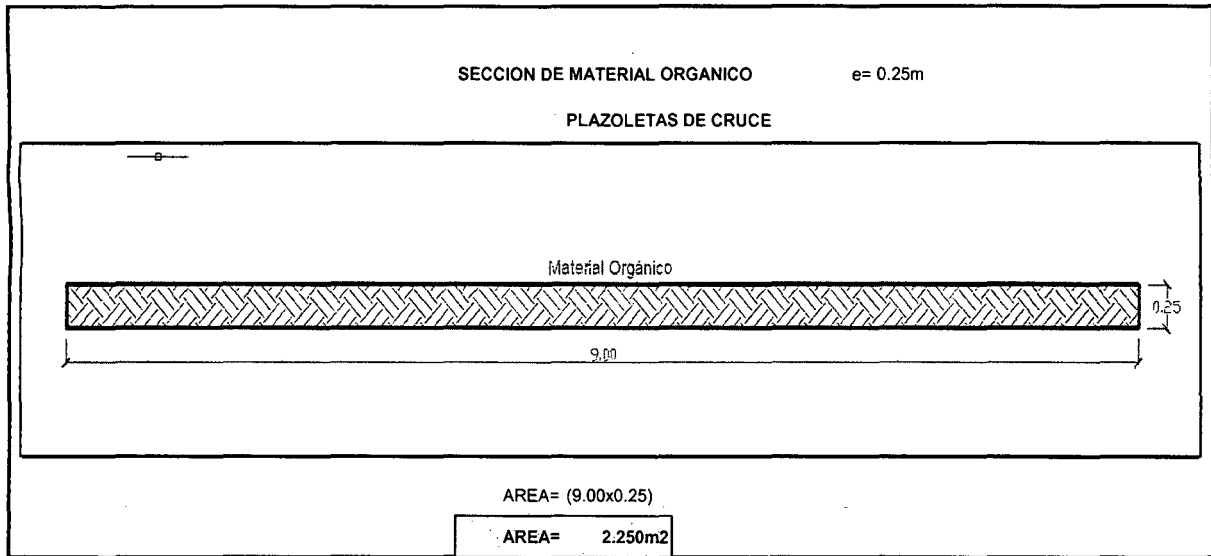 SECCION DE MATERIAL ORGANICO e= 0.25m
PLAZOLETAS DE CRUCE
Material Orgánico
0.25
9.00
AREA= (9.00x0.25)
AREA= 2.250m2